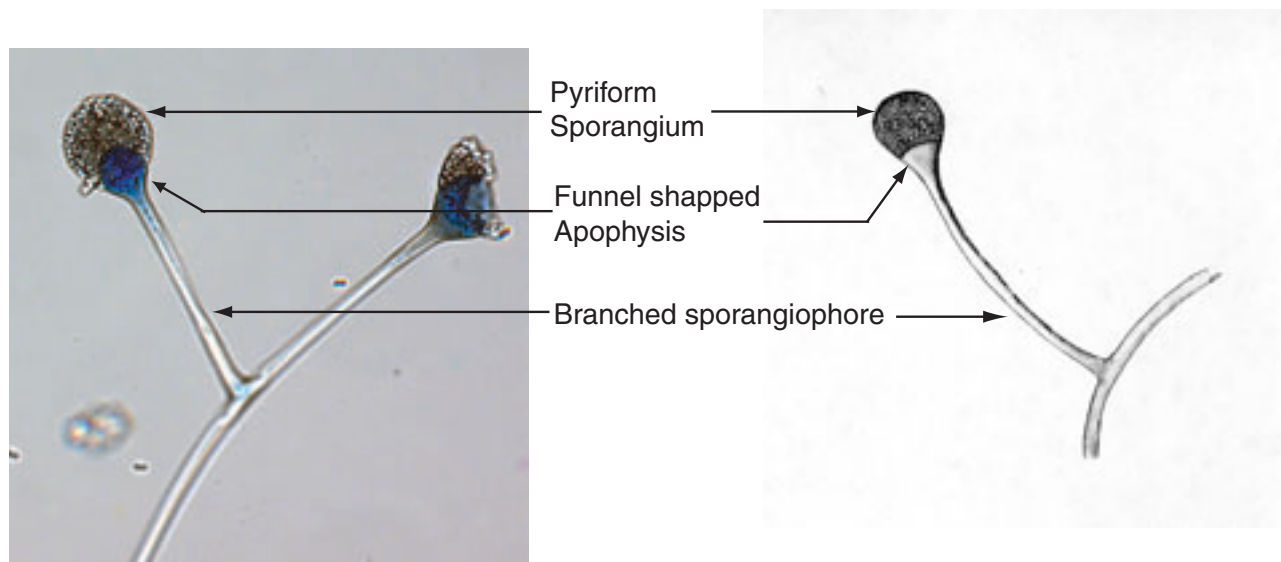 Pyriform
Sporangium
Funnel shapped
Apophysis
Branched sporangiophore